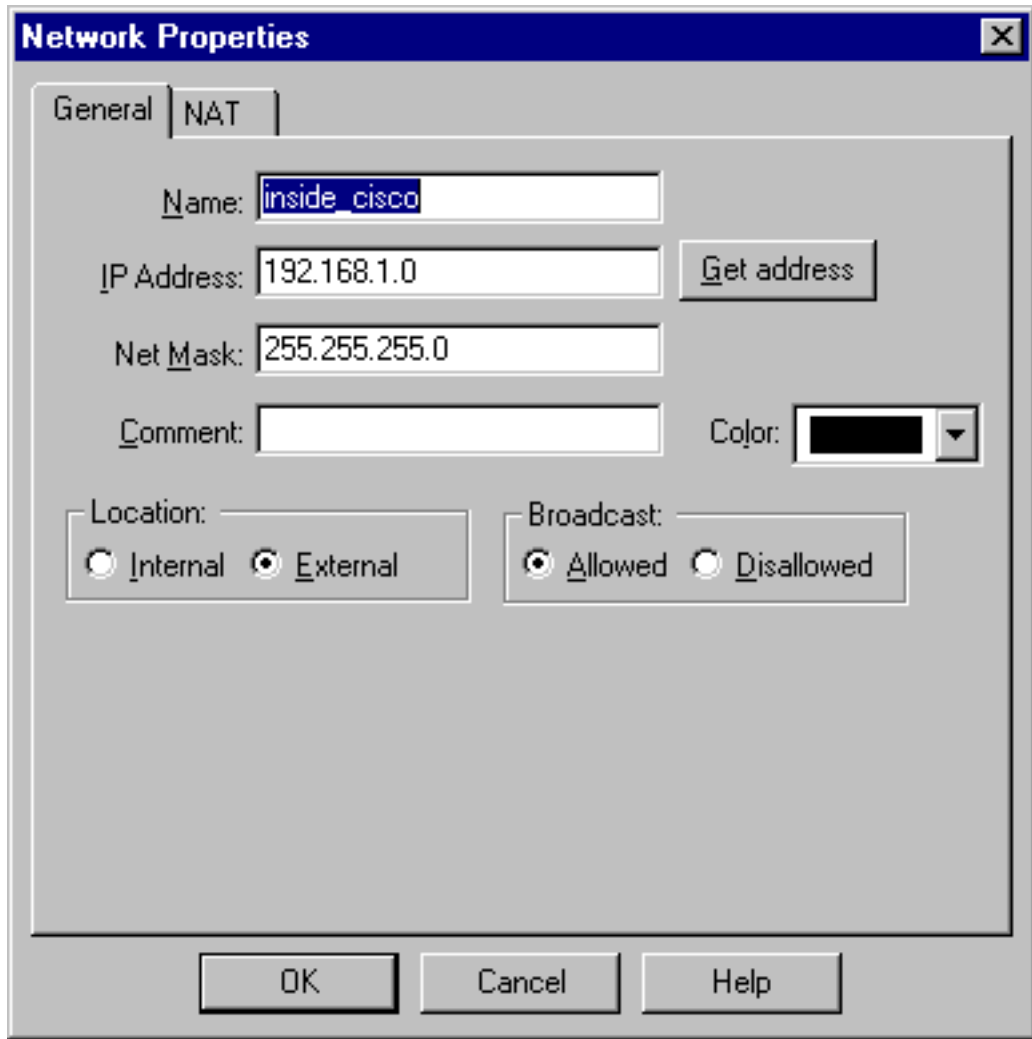 Network Properties
General NAT
Name: inside_cisco
IP Address: 192.168.1.0 Get address
Net Mask: 255.255.255.0
Comment: Color:
Location: Broadcast:
Internal External Allowed Disallowed
OK Cancel Help